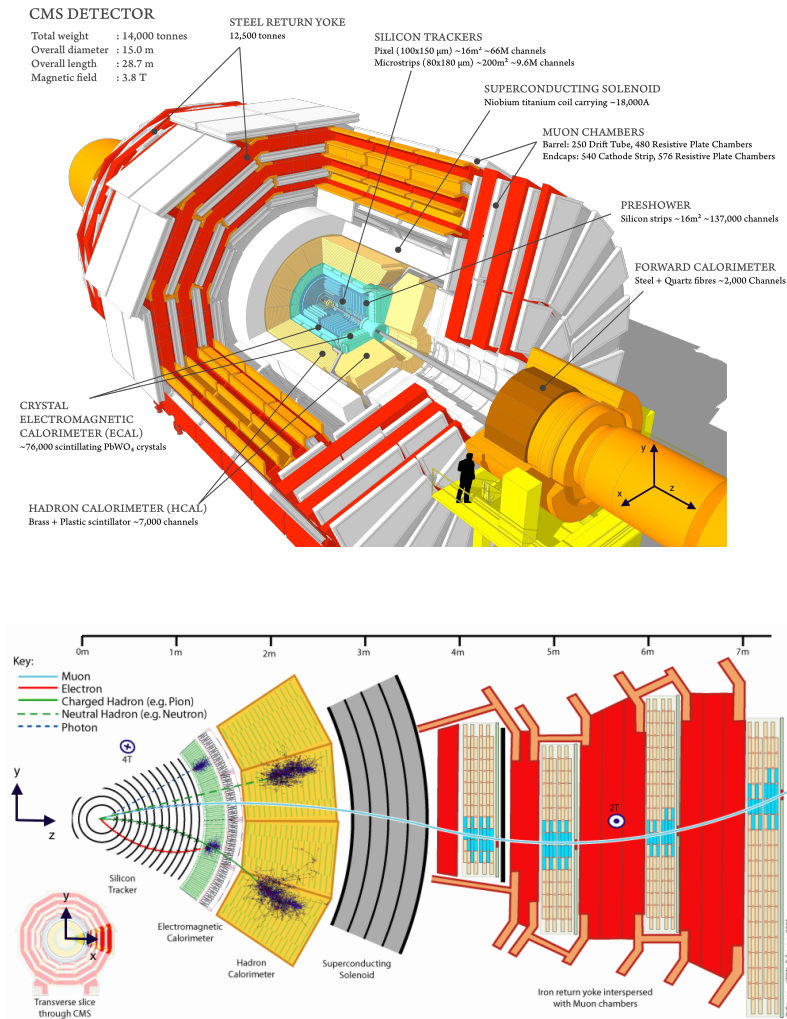 CMS DETECTOR
Total weight : 14,000 tonnes
Overall diameter : 15.0 m
Overall length : 28.7 m
Magnetic field : 3.8 T
STEEL RETURN YOKE
12,500 tonnes
SILICON TRACKERS
Pixel (100x150 μm) ~16m² ~66M channels
Microstrips (80x180 μm) ~200m² ~9.6M channels
SUPERCONDUCTING SOLENOID
Niobium titanium coil carrying ~18,000A
MUON CHAMBERS
Barrel: 250 Drift Tube, 480 Resistive Plate Chambers
Endcaps: 540 Cathode Strip, 576 Resistive Plate Chambers
PRESHOWER
Silicon strips ~16m² ~137,000 channels
FORWARD CALORIMETER
Steel + Quartz fibres ~2,000 Channels
CRYSTAL
ELECTROMAGNETIC
CALORIMETER (ECAL)
~76,000 scintillating PbWO₄ crystals
HADRON CALORIMETER (HCAL)
Brass + Plastic scintillator ~7,000 channels
y
x
z
0m 1m 2m 3m 4m 5m 6m 7m
Key:
Muon
Electron
Charged Hadron (e.g. Pion)
Neutral Hadron (e.g. Neutron)
Photon
4T
y
z
2T
Silicon
Tracker
Electromagnetic
Calorimeter
Hadron
Calorimeter
Superconducting
Solenoid
Iron return yoke interspersed
with Muon chambers
y
x
Transverse slice
through CMS